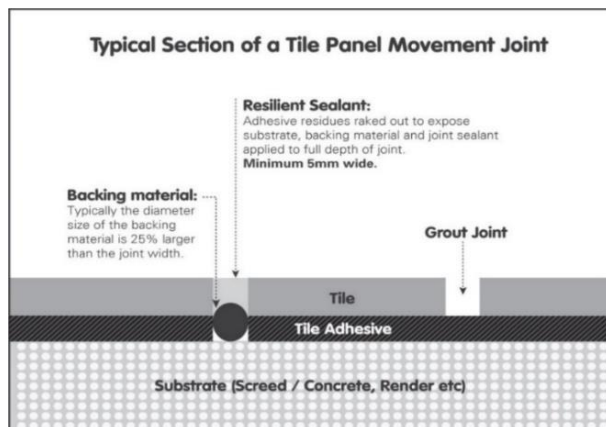 Typical Section of a Tile Panel Movement Joint
Resilient Sealant:
Adhesive residues raked out to expose
substrate, backing material and joint sealant
applied to full depth of joint.
Minimum 5mm wide.
Backing material:
Typically the diameter
size of the backing
material is 25% larger
than the joint width.
Grout Joint
Tile
Tile Adhesive
Substrate (Screed / Concrete, Render etc)